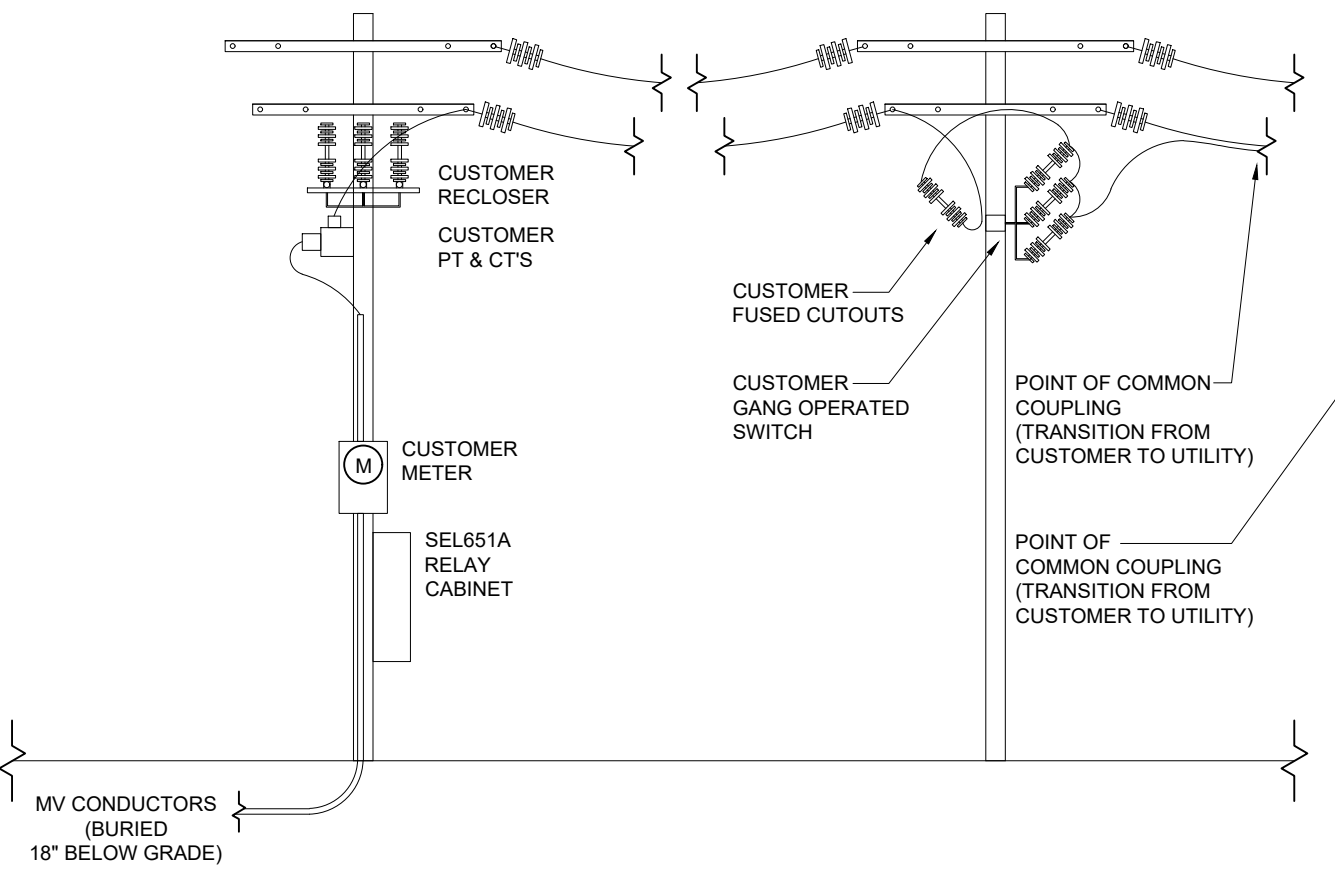 CUSTOMER
RECLOSER
CUSTOMER
PT & CT'S
CUSTOMER
METER
M
SEL651A
RELAY
CABINET
MV CONDUCTORS
(BURIED
18" BELOW GRADE)
CUSTOMER
FUSED CUTOUTS
CUSTOMER
GANG OPERATED
SWITCH
POINT OF COMMON
COUPLING
(TRANSITION FROM
CUSTOMER TO UTILITY)
POINT OF
COMMON COUPLING
(TRANSITION FROM
CUSTOMER TO UTILITY)